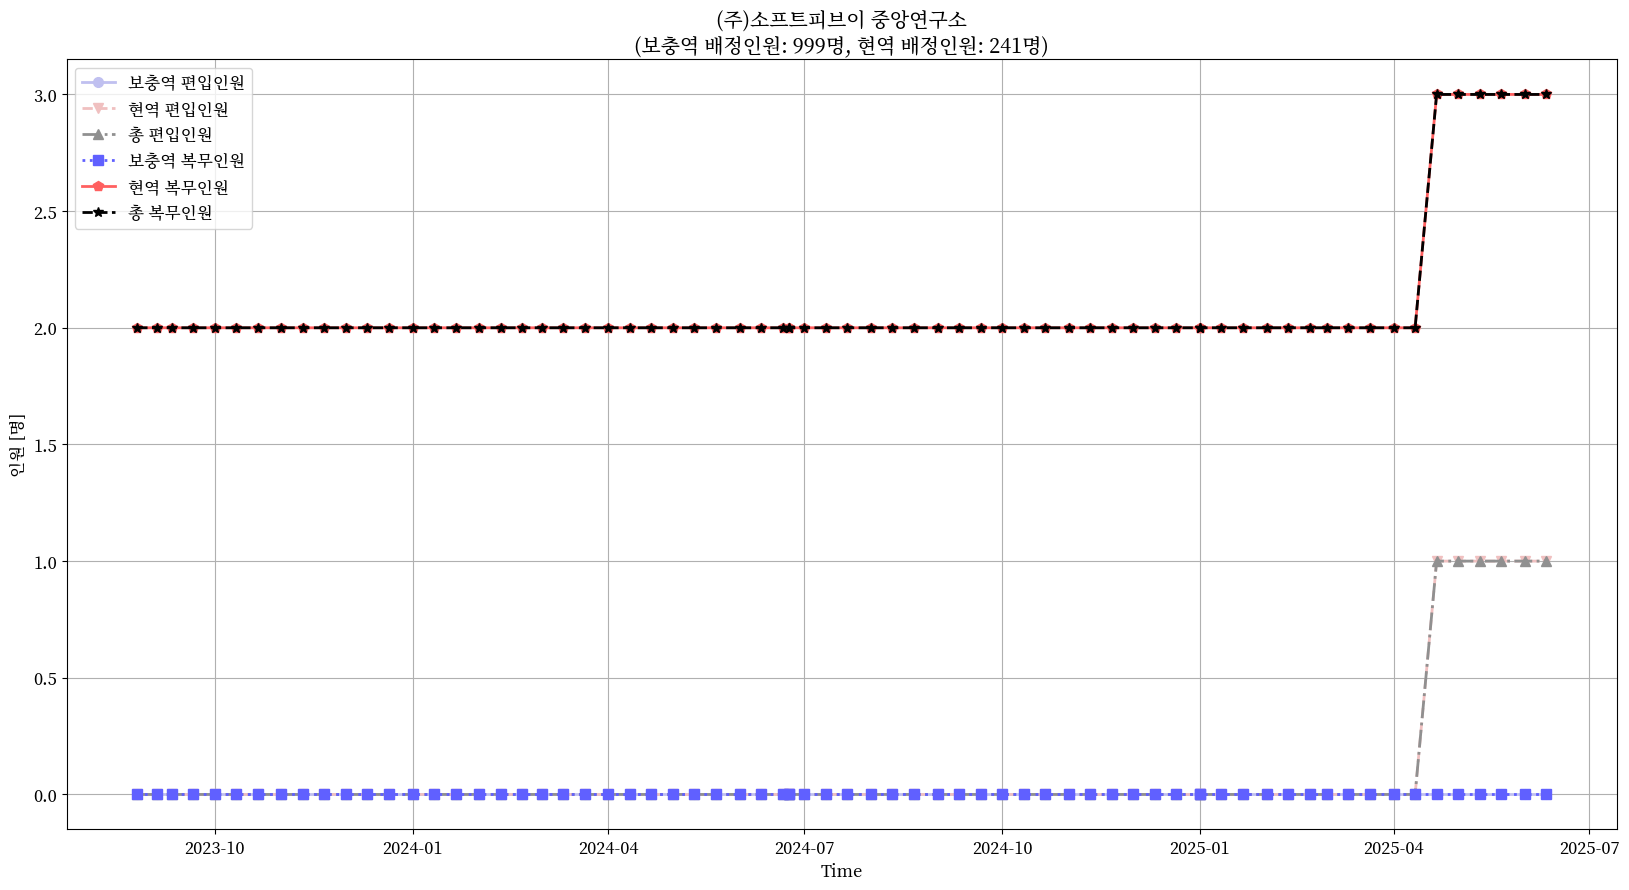 (주)소프트피브이 중앙연구소
(보충역 배정인원: 999명, 현역 배정인원: 241명)
보충역 편입인원
현역 편입인원
총 편입인원
보충역 복무인원
현역 복무인원
총 복무인원
3.0
2.5
2.0
1.5
1.0
0.5
0.0
인원 [명]
2023-10
2024-01
2024-04
2024-07
2024-10
2025-01
2025-04
2025-07
Time